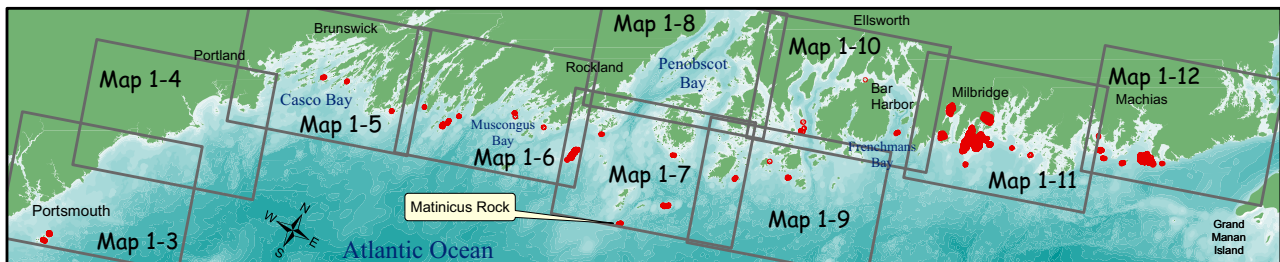 Map 1-8
Ellsworth
Brunswick
Map 1-10
Map 1-4
Portland
Rockland
Penobscot
Bay
Map 1-12
Bar
Harbor
Milbridge
Machias
Casco Bay
Map 1-5
Muscongus
Bay
Map 1-6
Frenchmans
Bay
Map 1-7
Map 1-11
Matinicus Rock
Portsmouth
Map 1-3
N
W
E
S
Map 1-9
Atlantic Ocean
Grand
Manan
Island